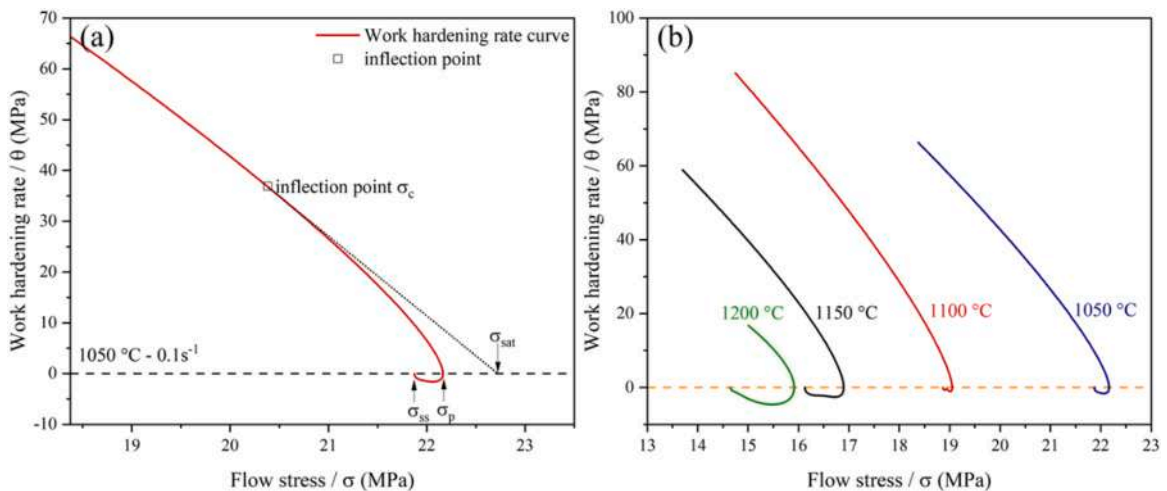 (a)
Work hardening rate curve
inflection point
inflection point σc
1050 °C - 0.1s⁻¹
σsat
σss
σp
70
60
50
40
30
20
10
0
-10
19
20
21
22
23
Work hardening rate / θ (MPa)
Flow stress / σ (MPa)
(b)
1200 °C
1150 °C
1100 °C
1050 °C
100
80
60
40
20
0
13
14
15
16
17
18
19
20
21
22
23
Work hardening rate / θ (MPa)
Flow stress / σ (MPa)